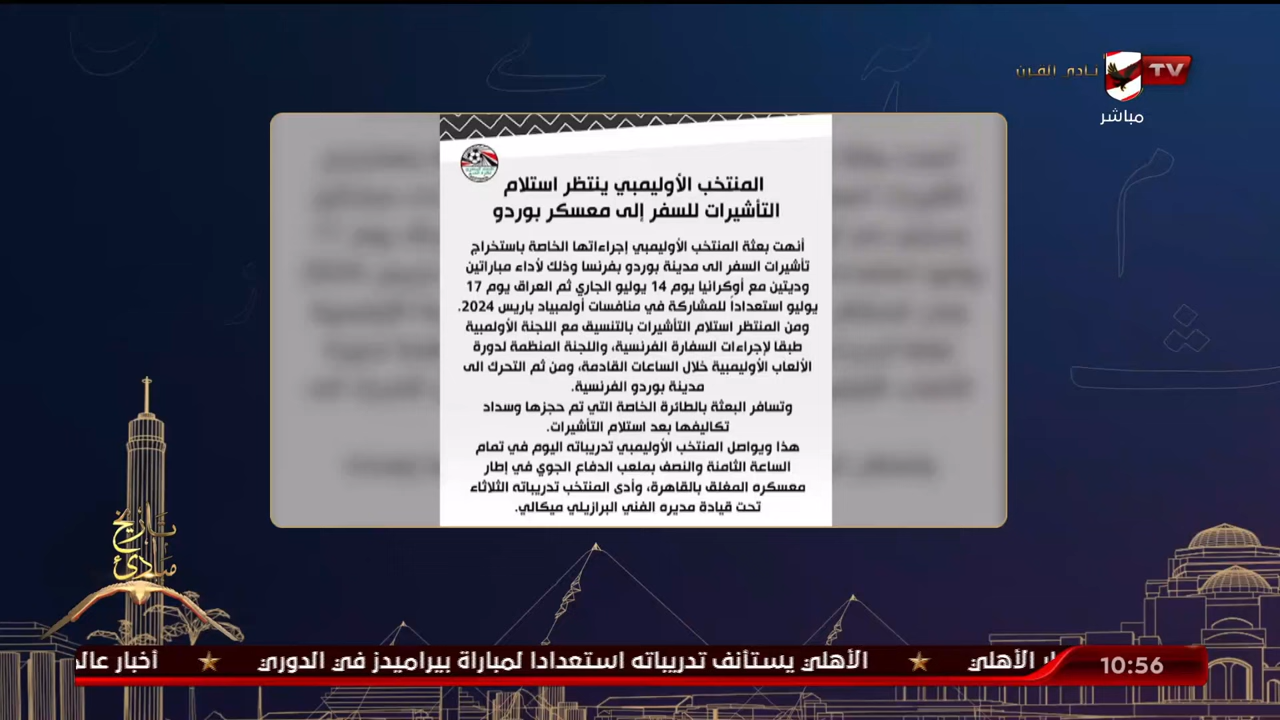 نادي القرن
TV
مباشر
المنتخب الأوليمبي ينتظر استلام
التأشيرات للسفر إلى معسكر بوردو
أنهت بعثة المنتخب الأوليمبي إجراءاتها الخاصة باستخراج
تأشيرات السفر الى مدينة بوردو بفرنسا وذلك لأداء مباراتين
وديتين مع أوكرانيا يوم 14 يوليو الجاري ثم العراق يوم 17
يوليو استعداداً للمشاركة في منافسات أولمبياد باريس 2024.
ومن المنتظر استلام التأشيرات بالتنسيق مع اللجنة الأولمبية
طبقا لإجراءات السفارة الفرنسية، واللجنة المنظمة لدورة
الألعاب الأوليمبية خلال الساعات القادمة، ومن ثم التحرك الى
مدينة بوردو الفرنسية.
وتسافر البعثة بالطائرة الخاصة التي تم حجزها وسداد
تكاليفها بعد استلام التأشيرات.
هذا ويواصل المنتخب الأوليمبي تدريباته اليوم في تمام
الساعة الثامنة والنصف بملعب الدفاع الجوي في إطار
معسكره المغلق بالقاهرة، وأدى المنتخب تدريباته الثلاثاء
تحت قيادة مديره الفني البرازيلي ميكالي.
تاريخ
مبادئ
10:56
ار الأهلي ★ الأهلي يستأنف تدريباته استعدادا لمباراة بيراميدز في الدوري ★ أخبار عالم